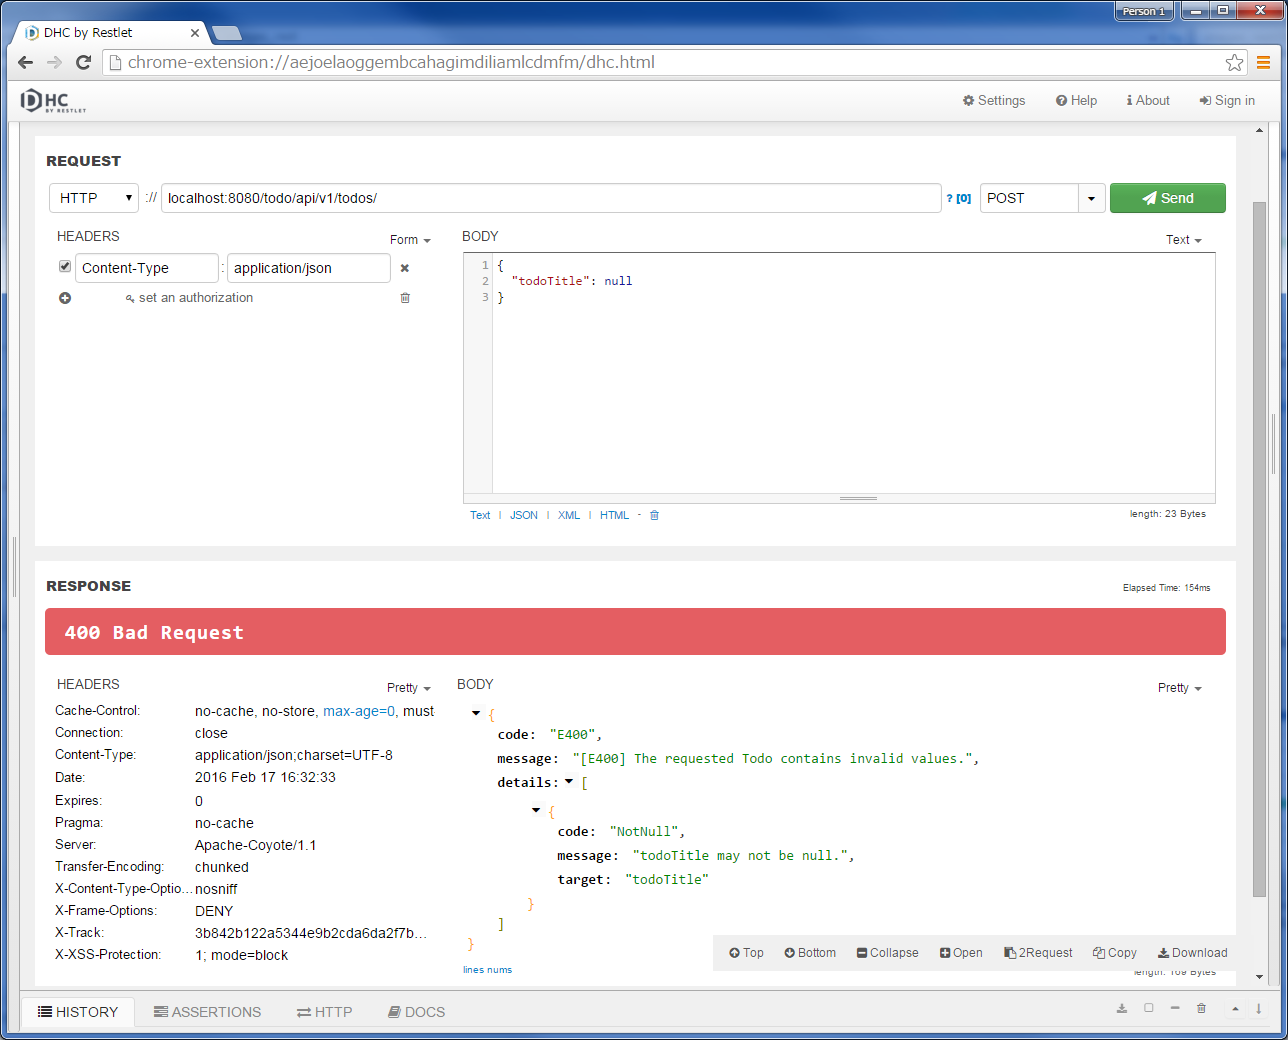 Person 1
DHC by Restlet
chrome-extension://aejoelaoggembcahagimdiliamlcdmfm/dhc.html
DHC BY RESTLET
Settings Help About Sign in
REQUEST
HTTP :// localhost:8080/todo/api/v1/todos/ ? [0] POST Send
HEADERS Form BODY Text
Content-Type : application/json
set an authorization
1 {
2 "todoTitle": null
3 }
Text | JSON | XML | HTML - length: 23 Bytes
RESPONSE Elapsed Time: 154ms
400 Bad Request
HEADERS Pretty BODY Pretty
Cache-Control: no-cache, no-store, max-age=0, must
Connection: close
Content-Type: application/json;charset=UTF-8
Date: 2016 Feb 17 16:32:33
Expires: 0
Pragma: no-cache
Server: Apache-Coyote/1.1
Transfer-Encoding: chunked
X-Content-Type-Optio... nosniff
X-Frame-Options: DENY
X-Track: 3b842b122a5344e9b2cda6da2f7b...
X-XSS-Protection: 1; mode=block
{
code: "E400",
message: "[E400] The requested Todo contains invalid values.",
details: [
{
code: "NotNull",
message: "todoTitle may not be null.",
target: "todoTitle"
}
]
}
lines nums
Top Bottom Collapse Open 2Request Copy Download
length: 169 Bytes
HISTORY ASSERTIONS HTTP DOCS